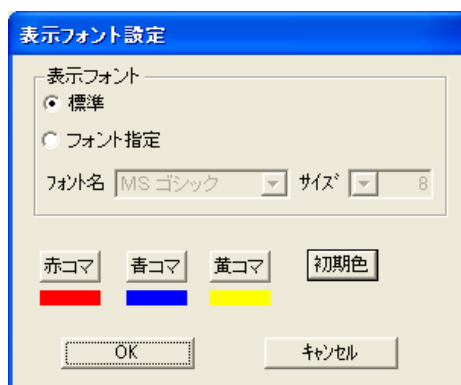 表示フォント設定
表示フォント
標準
フォント指定
ﾌｫﾝﾄ名 MS ゴシック ｻｲｽﾞ 8
赤コマ 青コマ 黄コマ 初期色
OK ｷｬﾝｾﾙ